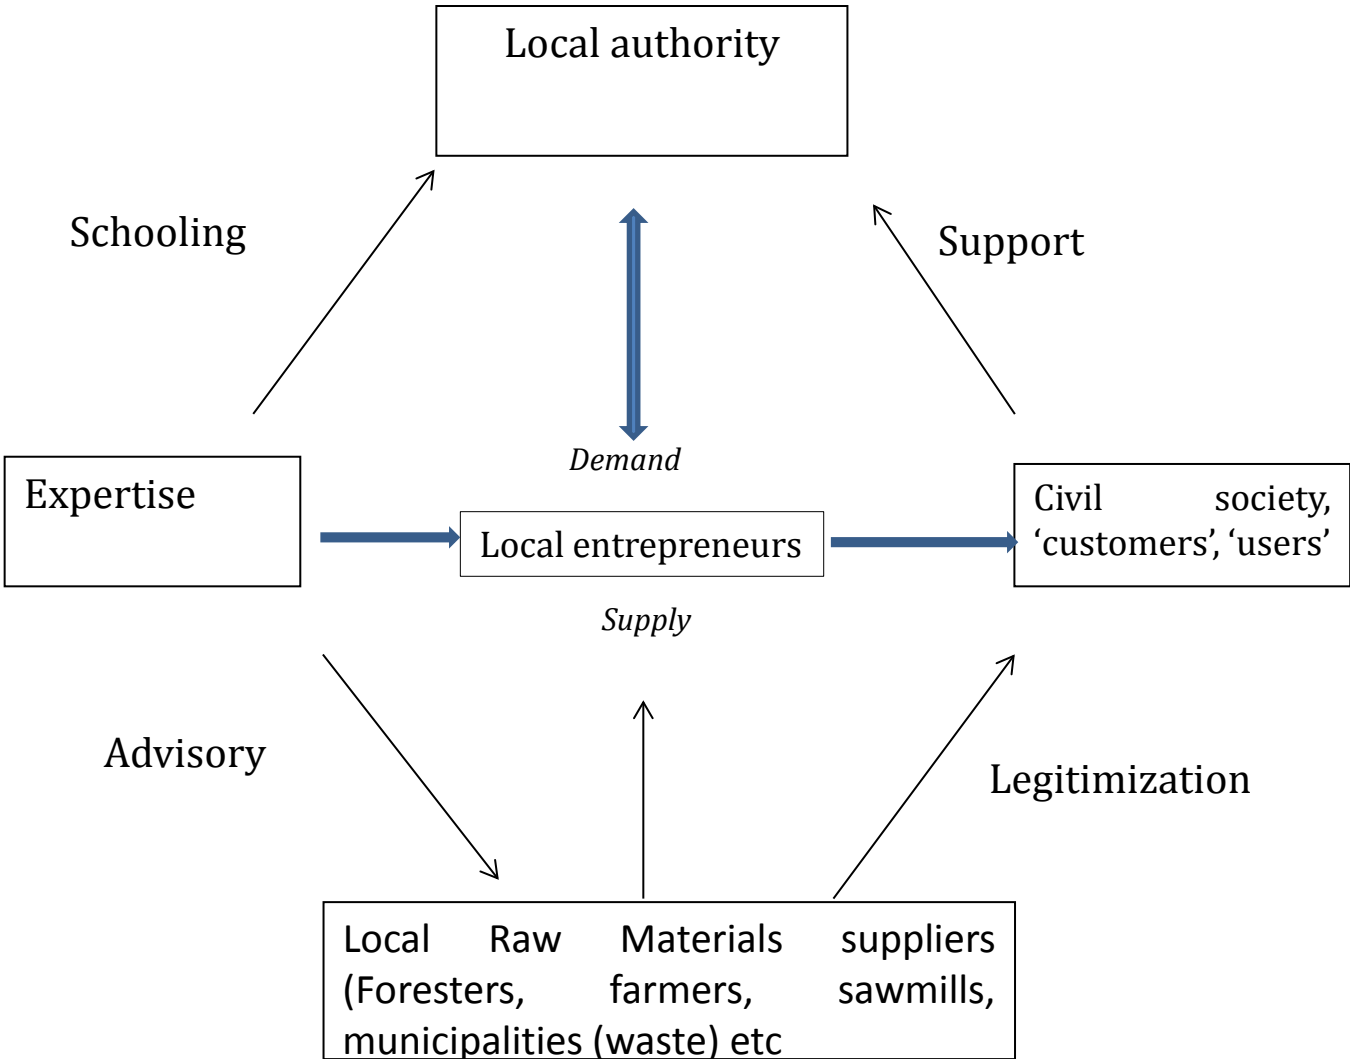 Local authority
Schooling
Support
Demand
Expertise
Local entrepreneurs
Civil society,
‘customers’, ‘users’
Supply
Advisory
Legitimization
Local Raw Materials suppliers
(Foresters, farmers, sawmills,
municipalities (waste) etc